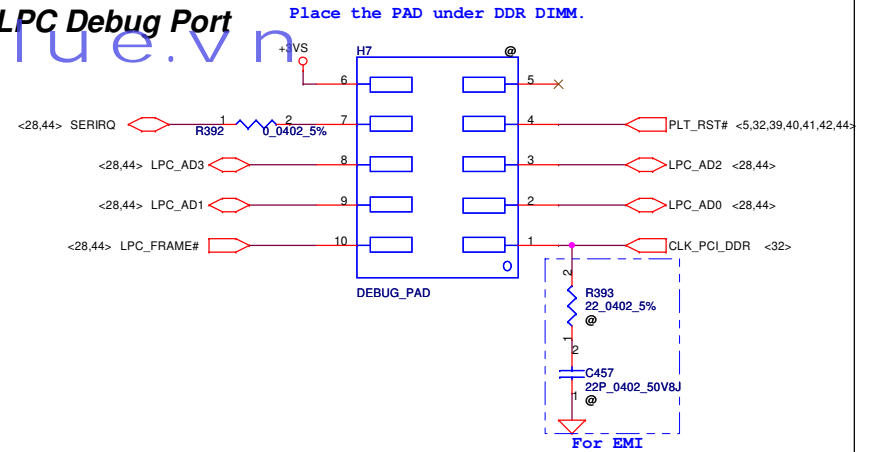 LPC Debug Port
Place the PAD under DDR DIMM.
lue.vn
+3VS
H7
@
6
5
<28,44> SERIRQ
1
2
7
4
PLT_RST# <5,32,39,40,41,42,44>
R392
0_0402_5%
<28,44> LPC_AD3
8
3
LPC_AD2 <28,44>
<28,44> LPC_AD1
9
2
LPC_AD0 <28,44>
<28,44> LPC_FRAME#
10
1
CLK_PCI_DDR <32>
DEBUG_PAD
2
R393
22_0402_5%
@
1
2
C457
22P_0402_50V8J
1
@
For EMI